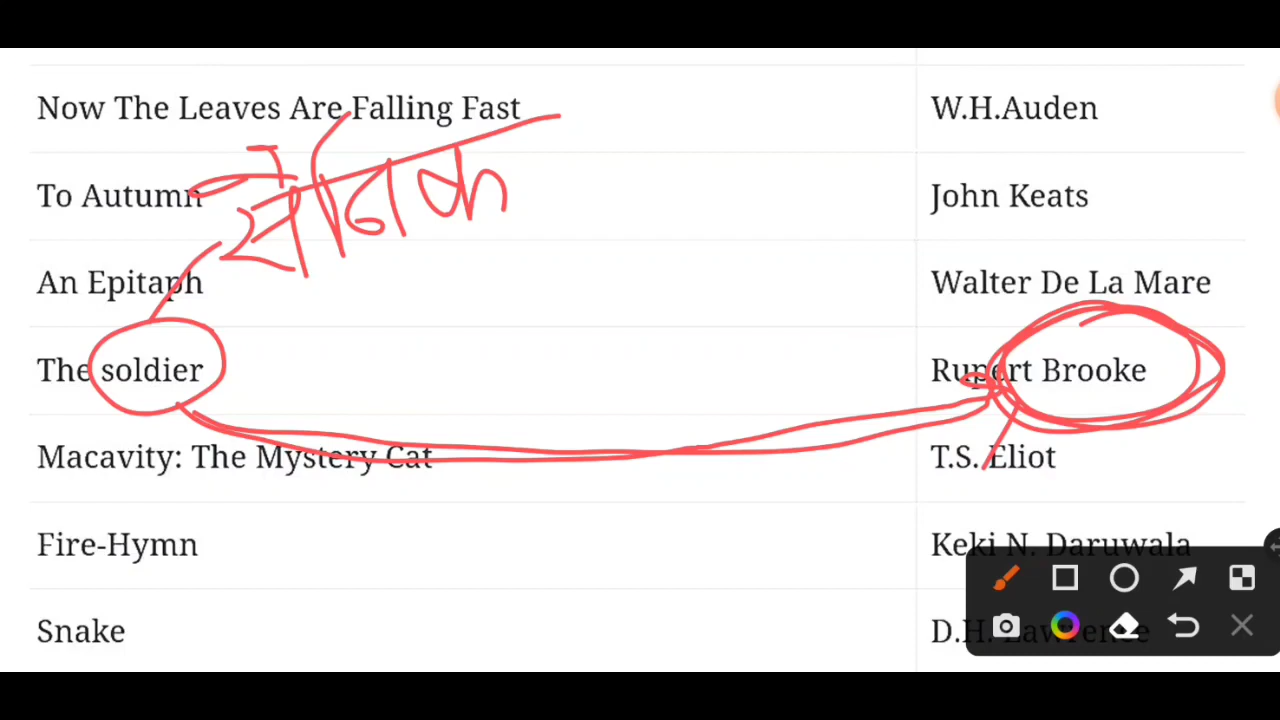 Now The Leaves Are Falling Fast W.H.Auden
To Autumn John Keats
सैनिक
An Epitaph Walter De La Mare
The soldier Rupert Brooke
Macavity: The Mystery Cat T.S. Eliot
Fire-Hymn Keki N. Daruwala
Snake D.H. Lawrence